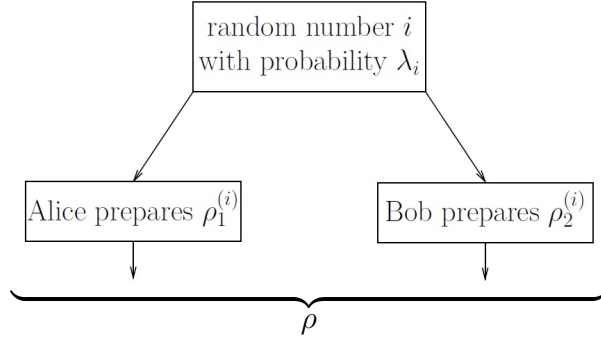 random number i
with probability λ_i
Alice prepares ρ_1^{(i)}
Bob prepares ρ_2^{(i)}
ρ